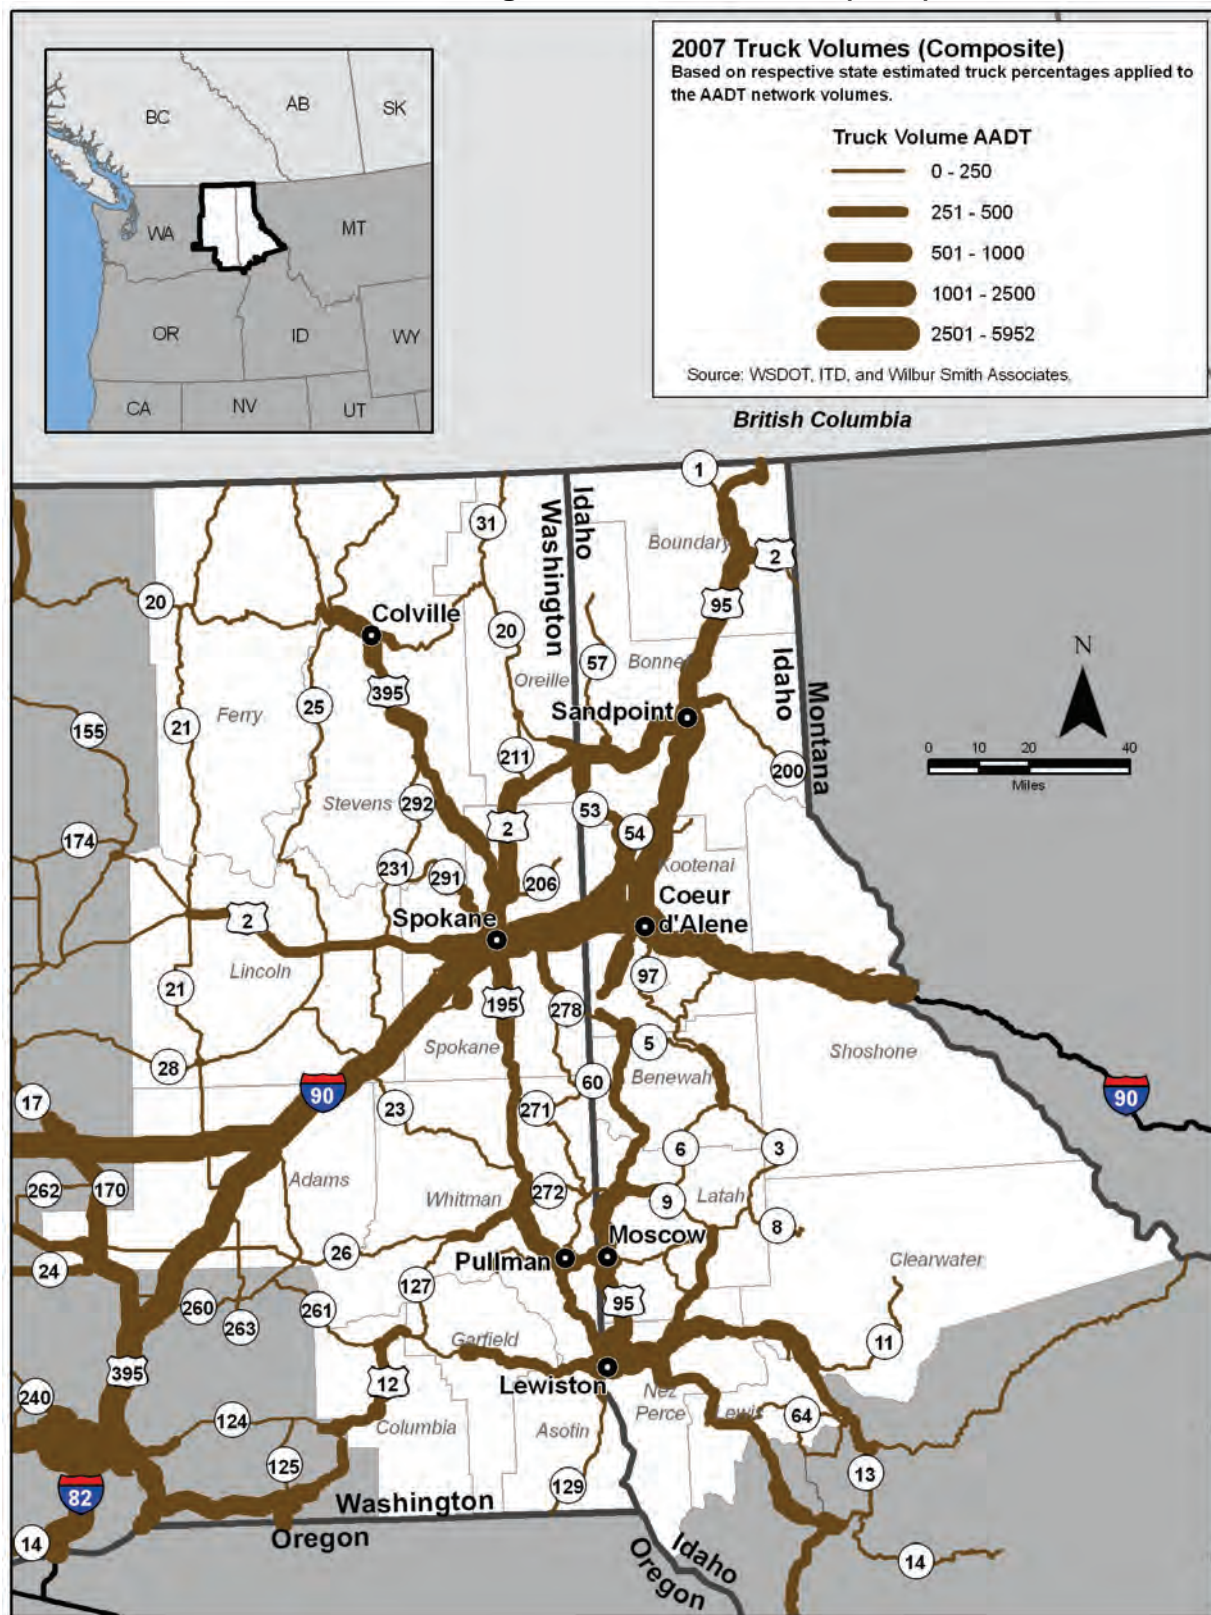 2007 Truck Volumes (Composite)
Based on respective state estimated truck percentages applied to
the AADT network volumes.
Truck Volume AADT
0 - 250
251 - 500
501 - 1000
1001 - 2500
2501 - 5952
Source: WSDOT, ITD, and Wilbur Smith Associates.
BC
AB
SK
WA
MT
OR
ID
WY
CA
NV
UT
British Columbia
1
31
Idaho
Washington
Boundary
2
20
Colville
95
20
57
Bonner
Idaho
Montana
N
395
Oreille
25
Ferry
21
155
Sandpoint
211
200
0 10 20 40
Miles
Stevens
292
53
2
54
174
231
291
206
Kootenai
Coeur
d'Alene
2
Spokane
Lincoln
97
21
195
278
Spokane
5
Shoshone
28
Benewah
60
90
90
17
23
271
6
3
Adams
262
170
Whitman
272
9
Latah
8
Moscow
26
Pullman
Clearwater
24
127
95
260
261
263
Garfield
11
395
12
Lewiston
Nez
Perce
Lewis
240
124
Columbia
Asotin
64
125
129
13
82
Washington
Oregon
14
Idaho
Oregon
14